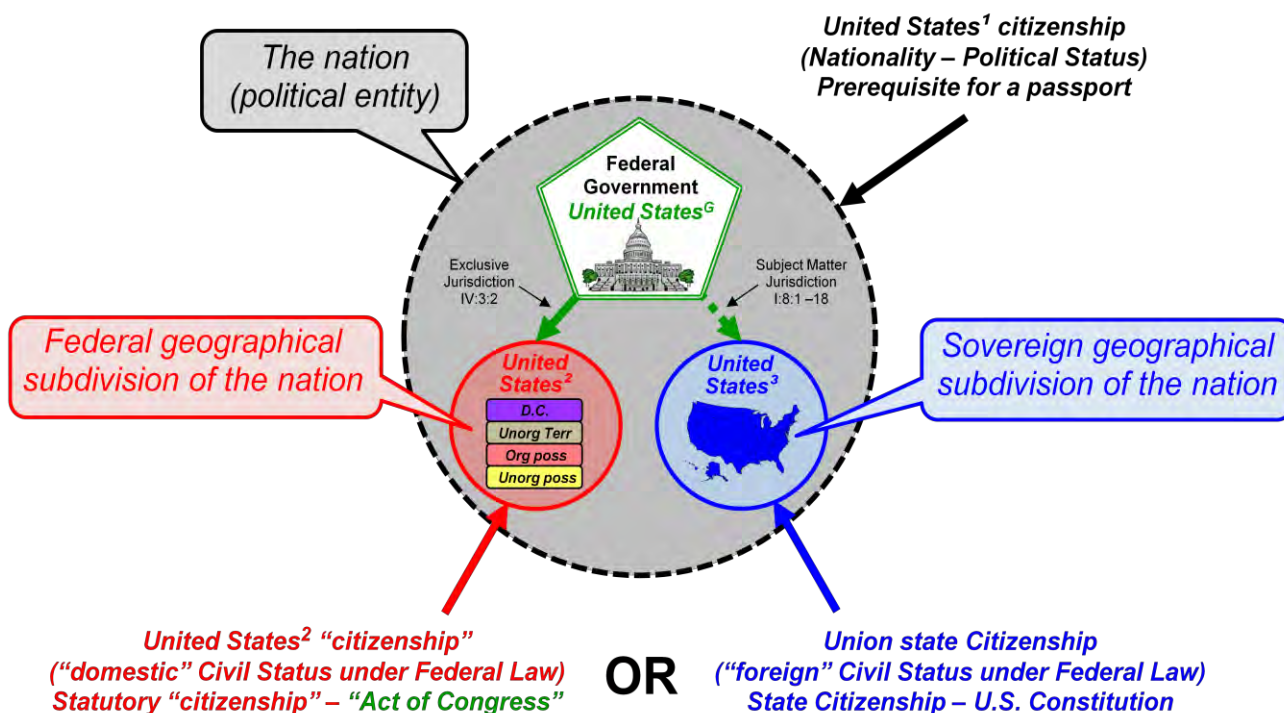 United States¹ citizenship
(Nationality – Political Status)
Prerequisite for a passport
The nation
(political entity)
Federal
Government
United Statesᴳ
Exclusive
Jurisdiction
IV:3:2
Subject Matter
Jurisdiction
I:8:1 –18
Federal geographical
subdivision of the nation
United
States²
D.C.
Unorg Terr
Org poss
Unorg poss
United
States³
Sovereign geographical
subdivision of the nation
United States² “citizenship”
(“domestic” Civil Status under Federal Law)
Statutory “citizenship” – “Act of Congress”
OR
Union state Citizenship
(“foreign” Civil Status under Federal Law)
State Citizenship – U.S. Constitution